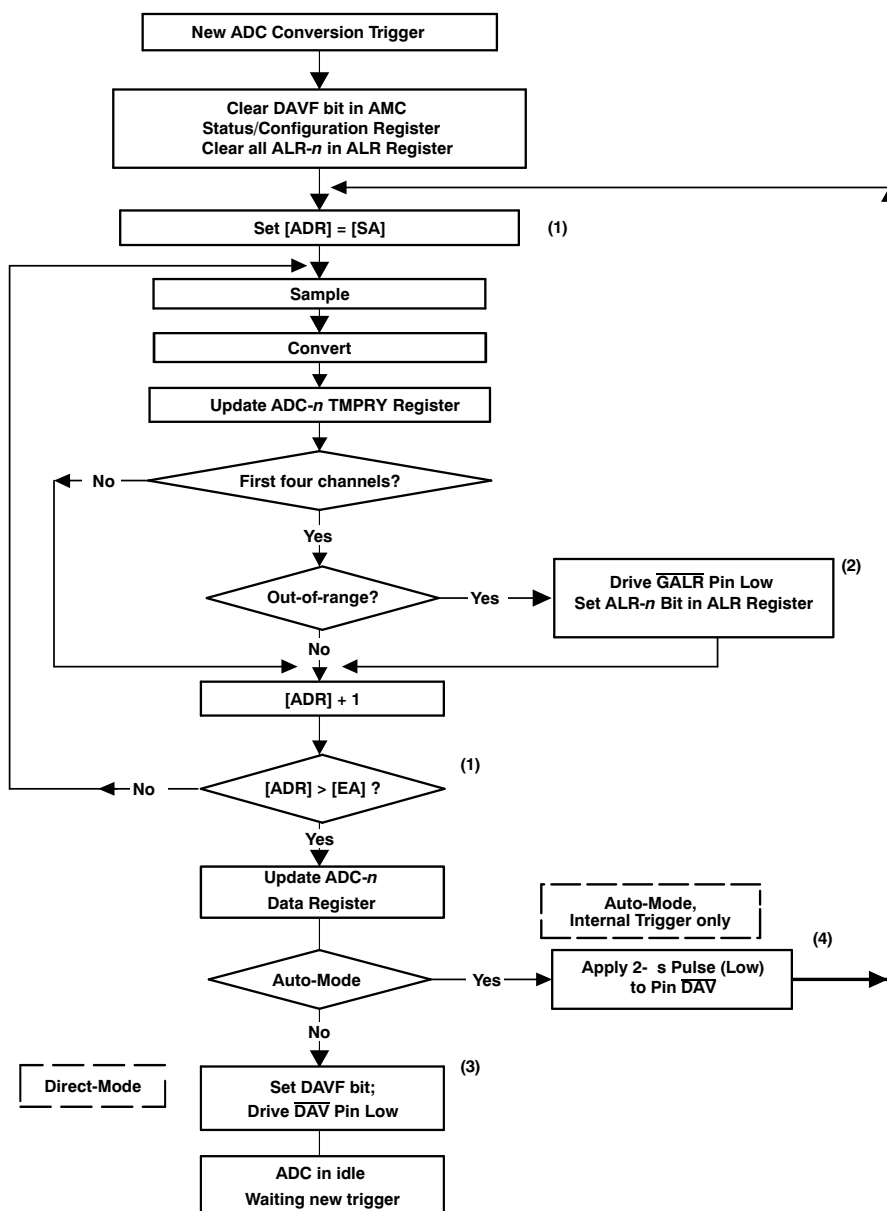 New ADC Conversion Trigger
Clear DAVF bit in AMC
Status/Configuration Register
Clear all ALR-n in ALR Register
Set [ADR] = [SA]
(1)
Sample
Convert
Update ADC-n TMPRY Register
First four channels?
No
Yes
Out-of-range?
Yes
No
Drive GALR Pin Low
Set ALR-n Bit in ALR Register
(2)
[ADR] + 1
[ADR] > [EA] ?
(1)
No
Yes
Update ADC-n
Data Register
Auto-Mode,
Internal Trigger only
Auto-Mode
Yes
No
Apply 2- s Pulse (Low)
to Pin DAV
(4)
Direct-Mode
Set DAVF bit;
Drive DAV Pin Low
(3)
ADC in idle
Waiting new trigger